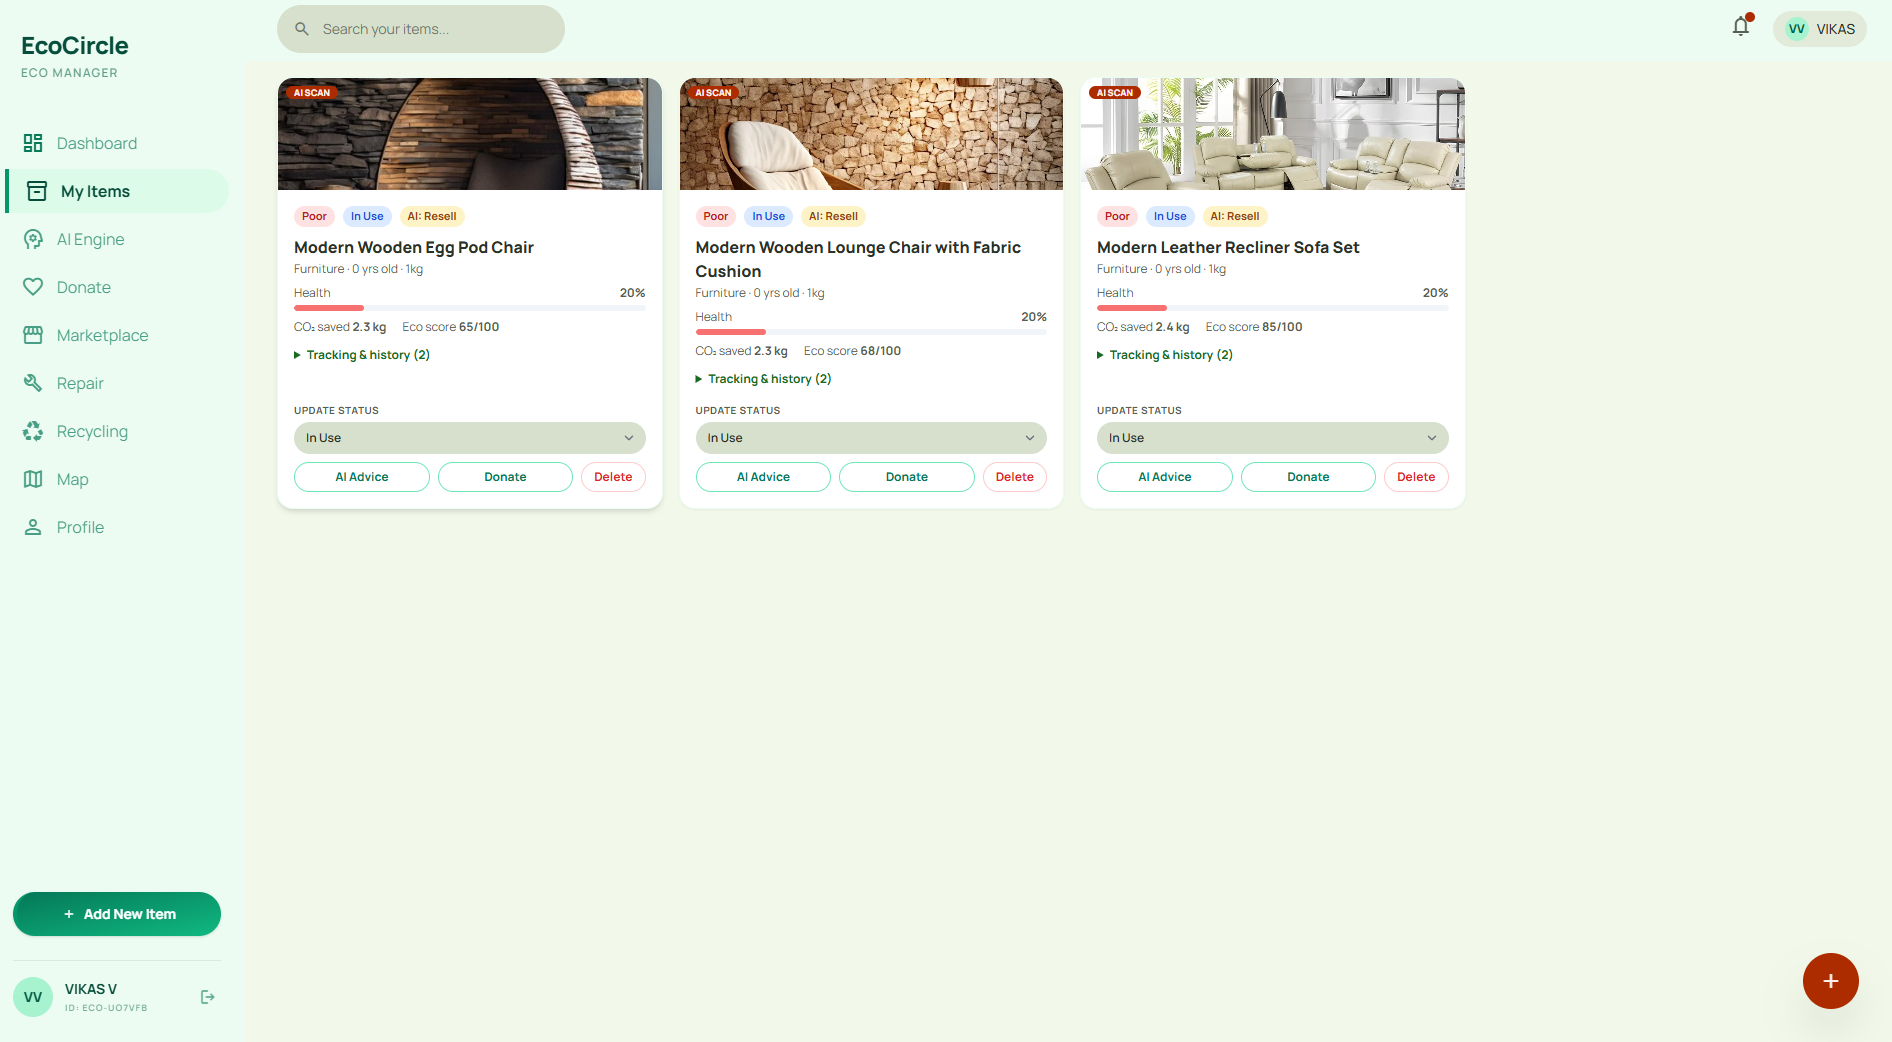 EcoCircle
ECO MANAGER
Dashboard
My Items
AI Engine
Donate
Marketplace
Repair
Recycling
Map
Profile
+ Add New Item
VV
VIKAS V
ID: ECO-UO7VFB
Search your items...
VV VIKAS
AI SCAN
Poor In Use AI: Resell
Modern Wooden Egg Pod Chair
Furniture · 0 yrs old · 1kg
Health 20%
CO₂ saved 2.3 kg Eco score 65/100
▶ Tracking & history (2)
UPDATE STATUS
In Use
AI Advice Donate Delete
AI SCAN
Poor In Use AI: Resell
Modern Wooden Lounge Chair with Fabric
Cushion
Furniture · 0 yrs old · 1kg
Health 20%
CO₂ saved 2.3 kg Eco score 68/100
▶ Tracking & history (2)
UPDATE STATUS
In Use
AI Advice Donate Delete
AI SCAN
Poor In Use AI: Resell
Modern Leather Recliner Sofa Set
Furniture · 0 yrs old · 1kg
Health 20%
CO₂ saved 2.4 kg Eco score 85/100
▶ Tracking & history (2)
UPDATE STATUS
In Use
AI Advice Donate Delete
+